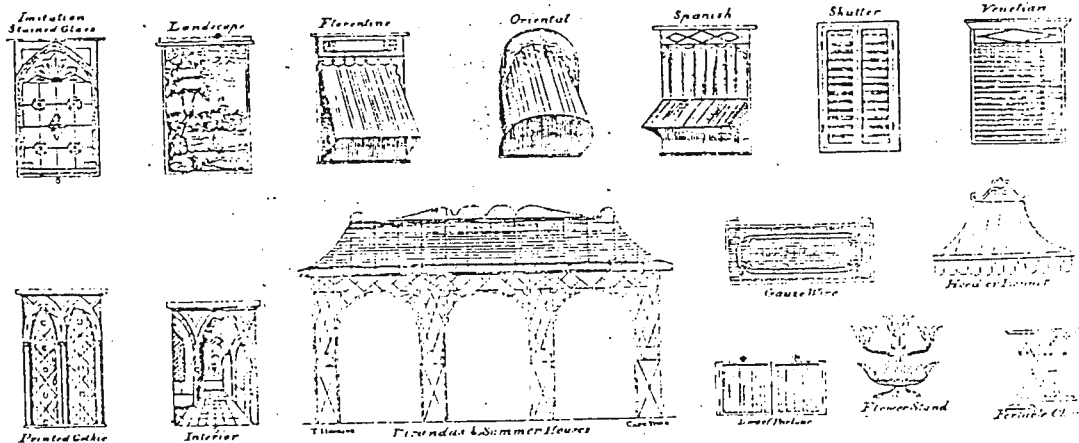 Imitation
Stained Glass
Landscape
Florentine
Oriental
Spanish
Shutter
Venetian
Gauze Wire
Printed Gothic
Interior
Verandas & Summer Houses
Flower Stand